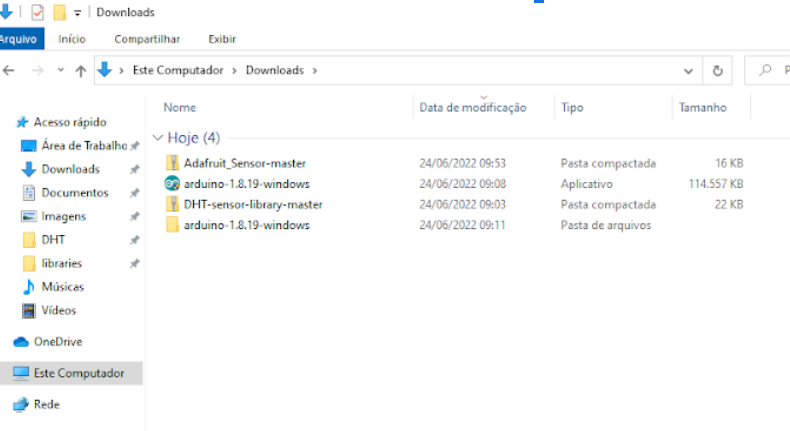 Downloads
Arquivo Início Compartilhar Exibir
Este Computador Downloads
Nome Data de modificação Tipo Tamanho
Acesso rápido
Área de Trabalho
Downloads
Documentos
Imagens
DHT
libraries
Músicas
Vídeos
OneDrive
Este Computador
Rede
Hoje (4)
Adafruit_Sensor-master 24/06/2022 09:53 Pasta compactada 16 KB
arduino-1.8.19-windows 24/06/2022 09:08 Aplicativo 114.557 KB
DHT-sensor-library-master 24/06/2022 09:03 Pasta compactada 22 KB
arduino-1.8.19-windows 24/06/2022 09:11 Pasta de arquivos